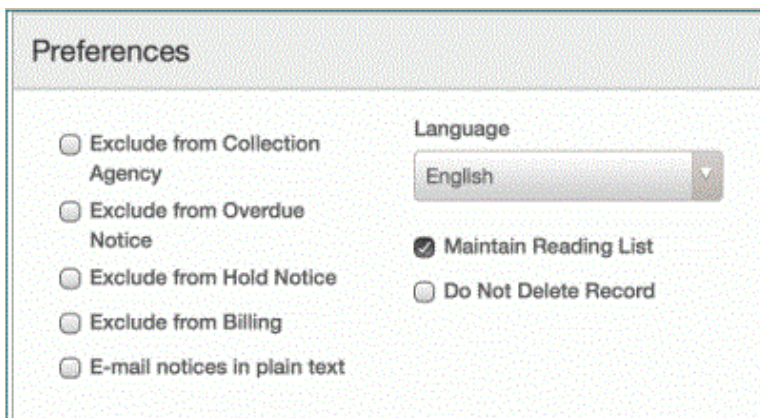 Preferences
Exclude from Collection
Agency
Exclude from Overdue
Notice
Exclude from Hold Notice
Exclude from Billing
E-mail notices in plain text
Language
English
Maintain Reading List
Do Not Delete Record